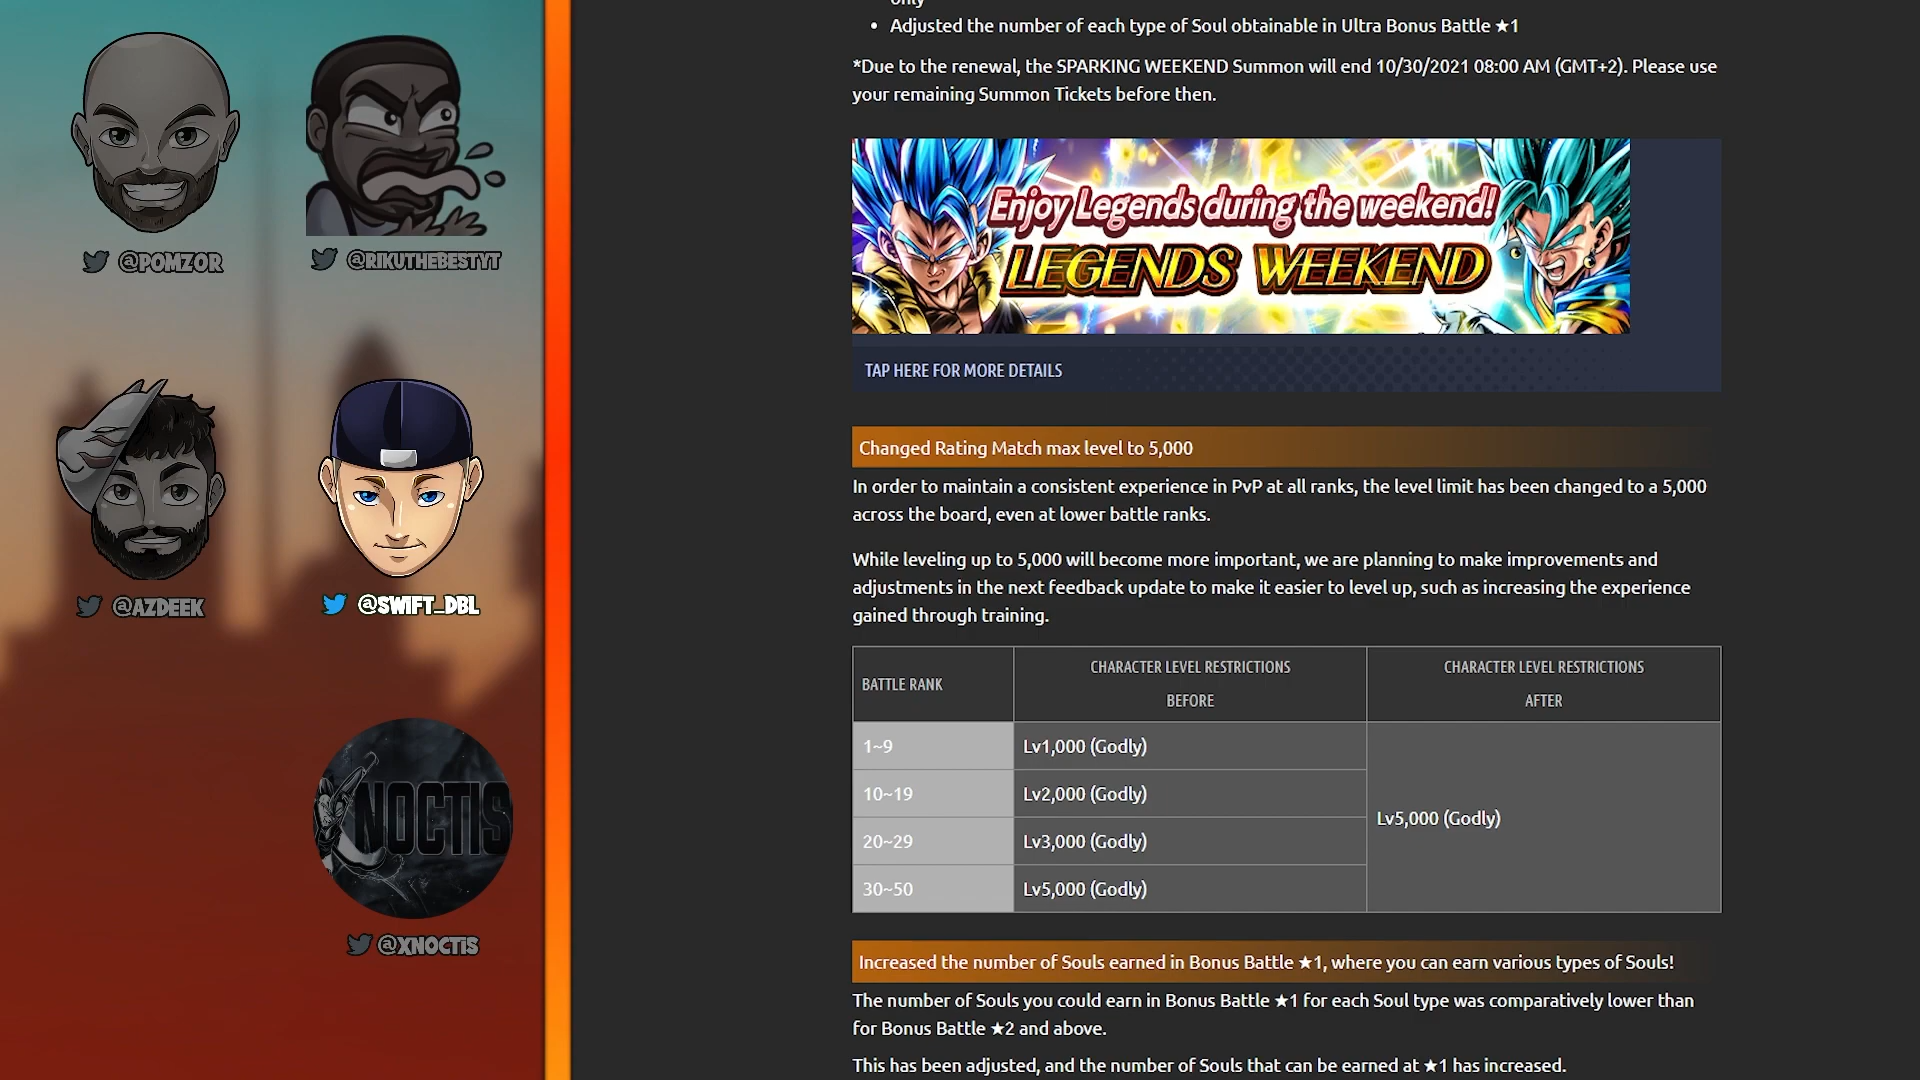 only
• Adjusted the number of each type of Soul obtainable in Ultra Bonus Battle ★1
*Due to the renewal, the SPARKING WEEKEND Summon will end 10/30/2021 08:00 AM (GMT+2). Please use
your remaining Summon Tickets before then.
Enjoy Legends during the weekend!
LEGENDS WEEKEND
TAP HERE FOR MORE DETAILS
Changed Rating Match max level to 5,000
In order to maintain a consistent experience in PvP at all ranks, the level limit has been changed to a 5,000
across the board, even at lower battle ranks.
While leveling up to 5,000 will become more important, we are planning to make improvements and
adjustments in the next feedback update to make it easier to level up, such as increasing the experience
gained through training.
BATTLE RANK
CHARACTER LEVEL RESTRICTIONS
BEFORE
CHARACTER LEVEL RESTRICTIONS
AFTER
1~9
Lv1,000 (Godly)
10~19
Lv2,000 (Godly)
20~29
Lv3,000 (Godly)
30~50
Lv5,000 (Godly)
Lv5,000 (Godly)
Increased the number of Souls earned in Bonus Battle ★1, where you can earn various types of Souls!
The number of Souls you could earn in Bonus Battle ★1 for each Soul type was comparatively lower than
for Bonus Battle ★2 and above.
This has been adjusted, and the number of Souls that can be earned at ★1 has increased.
@POMZOR
@RIKUTHEBESTYT
@AZDEEK
@SWIFT_DBL
NOCTIS
@XNOCTIS